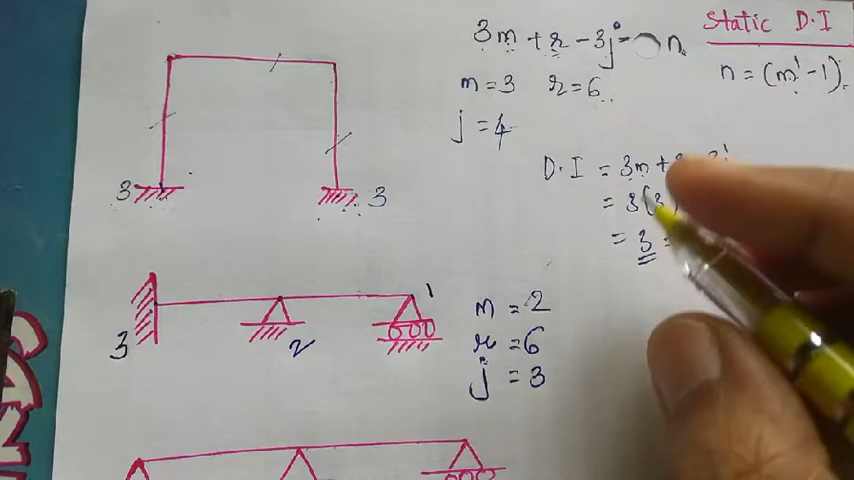 Static D.I
3m + r - 3j - n
n = (m' - 1)
m = 3 r = 6
j = 4
D.I = 3m +
= 3(3
= 3
3 3
m = 2
r = 6
j = 3
3 2 1